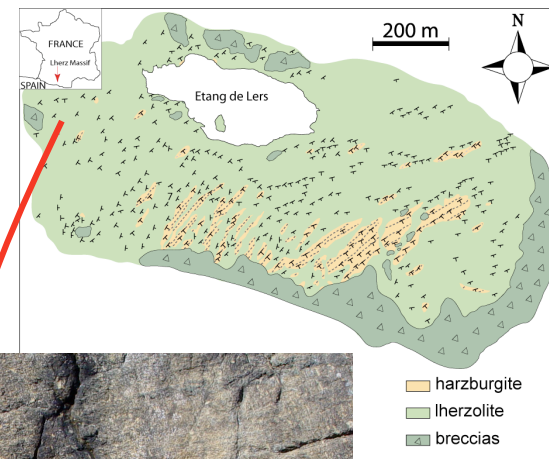 200 m
N
FRANCE
Lherz Massif
SPAIN
Etang de Lers
harzburgite
lherzolite
breccias